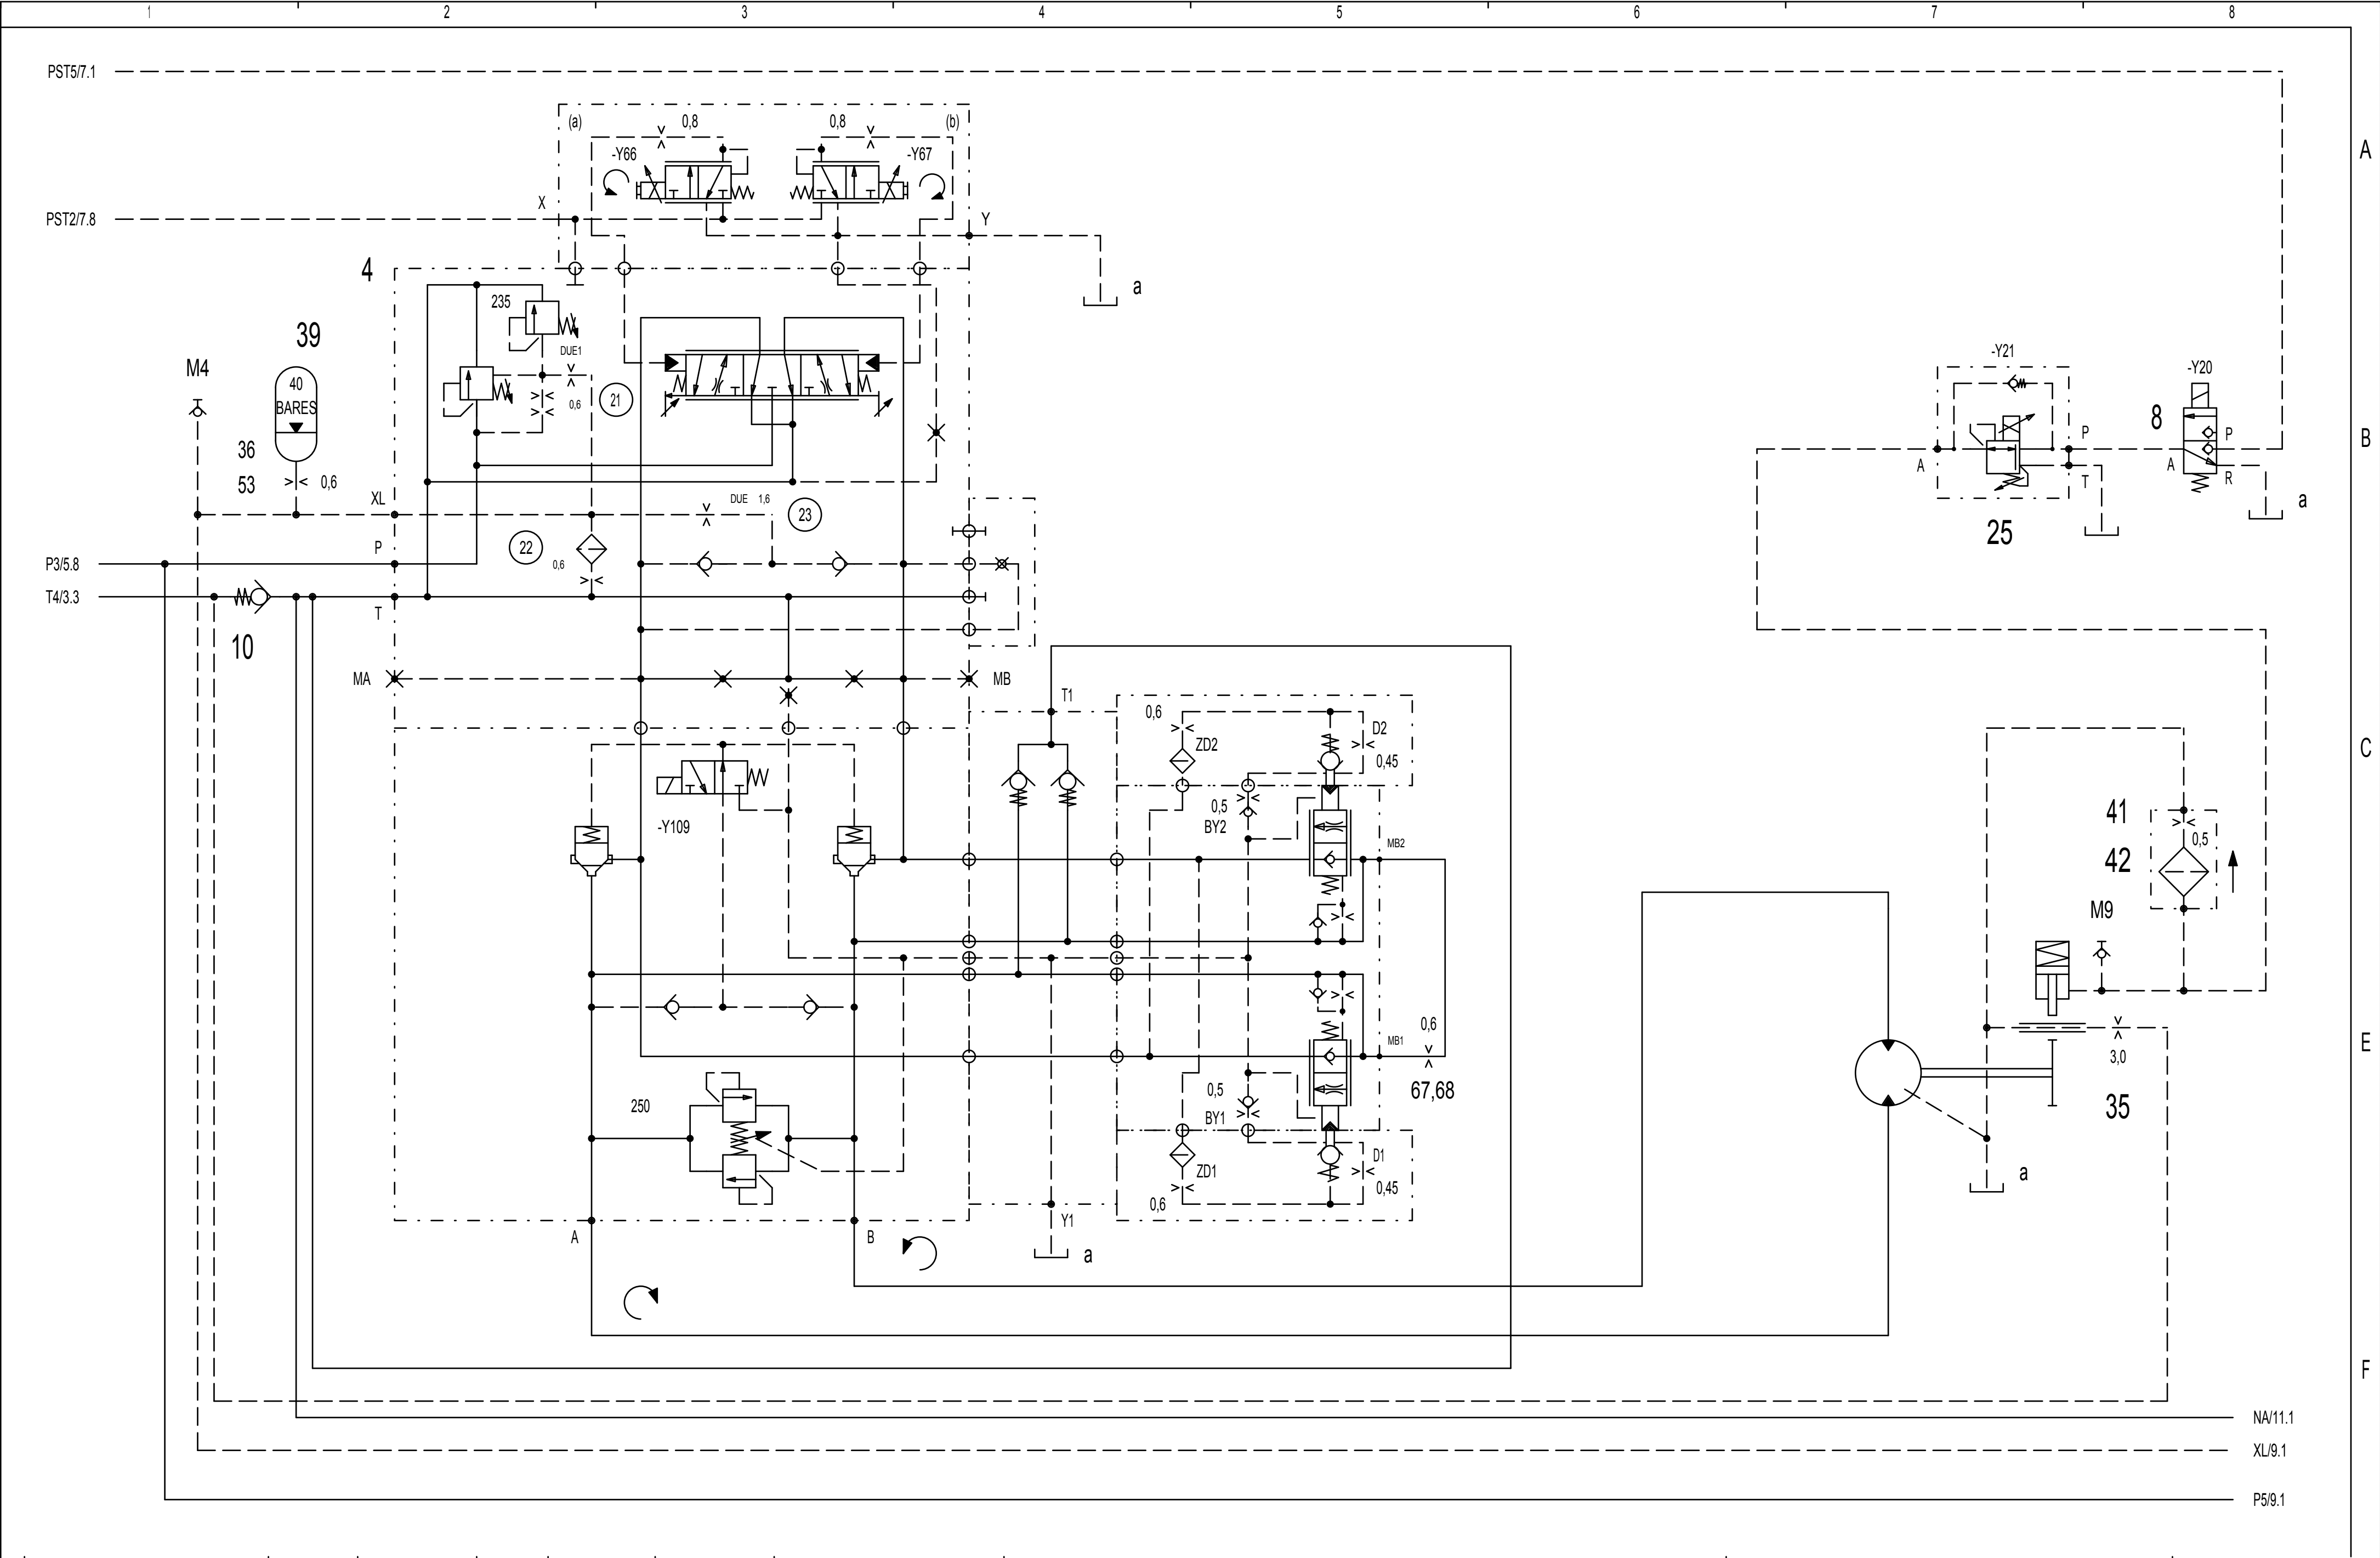 1 2 3 4 5 6 7 8
PST5/7.1
(a) 0,8 0,8 (b)
A
-Y66 -Y67
X
PST2/7.8 Y
4
a
235
39
DUE1
-Y21
M4
-Y20
40
BARES
0,6
21
8
P P
B
36
A A
53 0,6
T R
XL
DUE 1,6
23
a
25
P
22
P3/5.8 0,6
T4/3.3
T
10
MA MB
T1
0,6 D2
ZD2
C
0,45
0,5
BY2
41
-Y109
MB2
0,5
42
M9
0,6
MB1
E
3,0
0,5
67,68
250
BY1
35
D1
ZD1
a
0,45
0,6
Y1
A B
a
F
NA/11.1
XL/9.1
P5/9.1